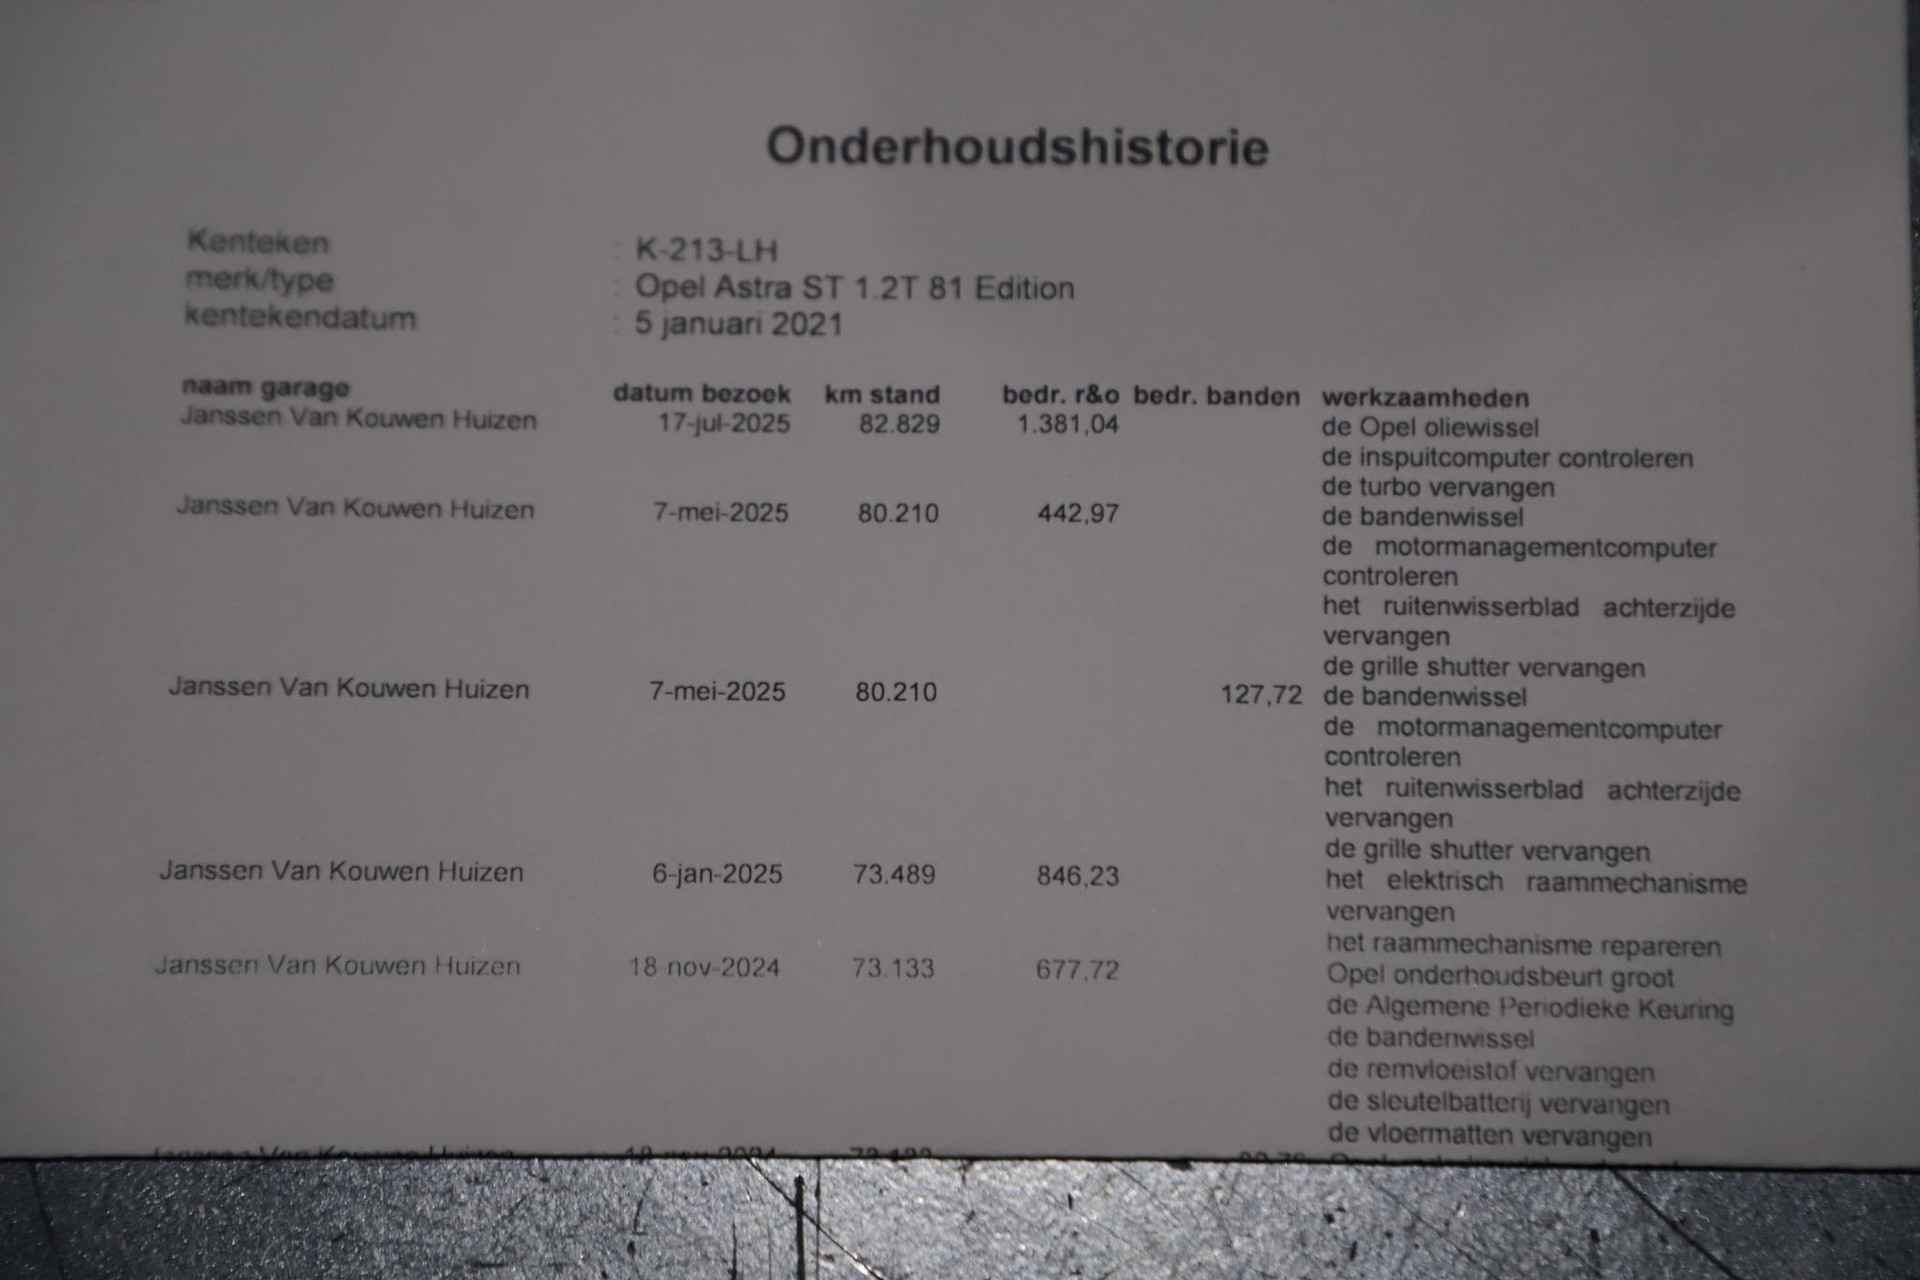 Onderhoudshistorie
Kenteken : K-213-LH
merk/type : Opel Astra ST 1.2T 81 Edition
kentekendatum : 5 januari 2021
naam garage datum bezoek km stand bedr. r&o bedr. banden werkzaamheden
Janssen Van Kouwen Huizen 17-jul-2025 82.829 1.381,04 de Opel oliewissel
de inspuitcomputer controleren
de turbo vervangen
Janssen Van Kouwen Huizen 7-mei-2025 80.210 442,97 de bandenwissel
de motormanagementcomputer
controleren
het ruitenwisserblad achterzijde
vervangen
de grille shutter vervangen
Janssen Van Kouwen Huizen 7-mei-2025 80.210 127,72 de bandenwissel
de motormanagementcomputer
controleren
het ruitenwisserblad achterzijde
vervangen
de grille shutter vervangen
Janssen Van Kouwen Huizen 6-jan-2025 73.489 846,23 het elektrisch raammechanisme
vervangen
het raammechanisme repareren
Janssen Van Kouwen Huizen 18-nov-2024 73.133 677,72 Opel onderhoudsbeurt groot
de Algemene Periodieke Keuring
de bandenwissel
de remvloeistof vervangen
de sleutelbatterij vervangen
de vloermatten vervangen